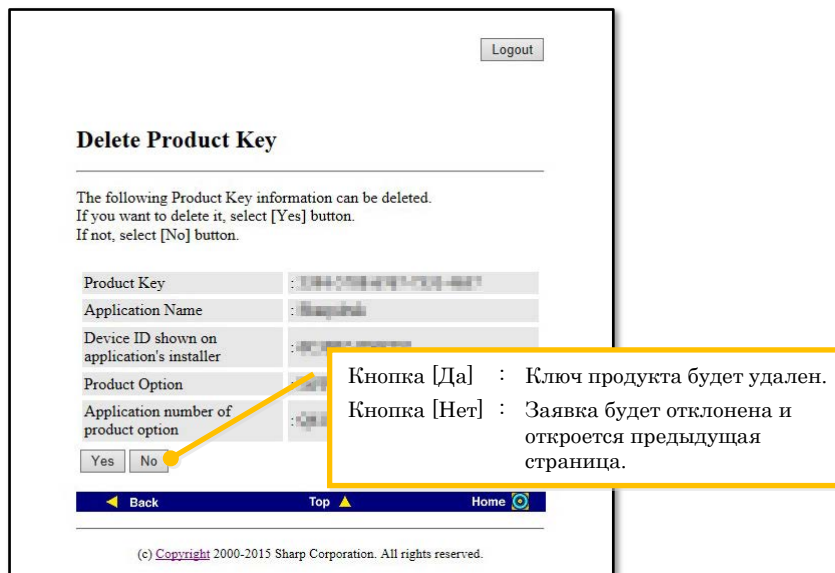 Logout
Delete Product Key
The following Product Key information can be deleted.
If you want to delete it, select [Yes] button.
If not, select [No] button.
Product Key :
Application Name :
Device ID shown on
application's installer :
Product Option :
Application number of
product option :
Кнопка [Да] : Ключ продукта будет удален.
Кнопка [Нет] : Заявка будет отклонена и
откроется предыдущая
страница.
Yes No
Back Top Home
(c) Copyright 2000-2015 Sharp Corporation. All rights reserved.